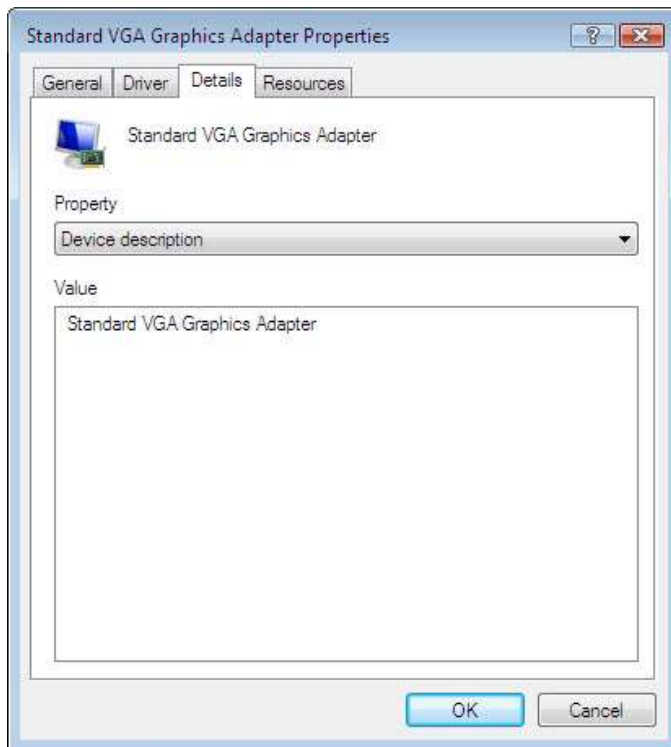 Standard VGA Graphics Adapter Properties
?
General Driver Details Resources
Standard VGA Graphics Adapter
Property
Device description
Value
Standard VGA Graphics Adapter
OK Cancel